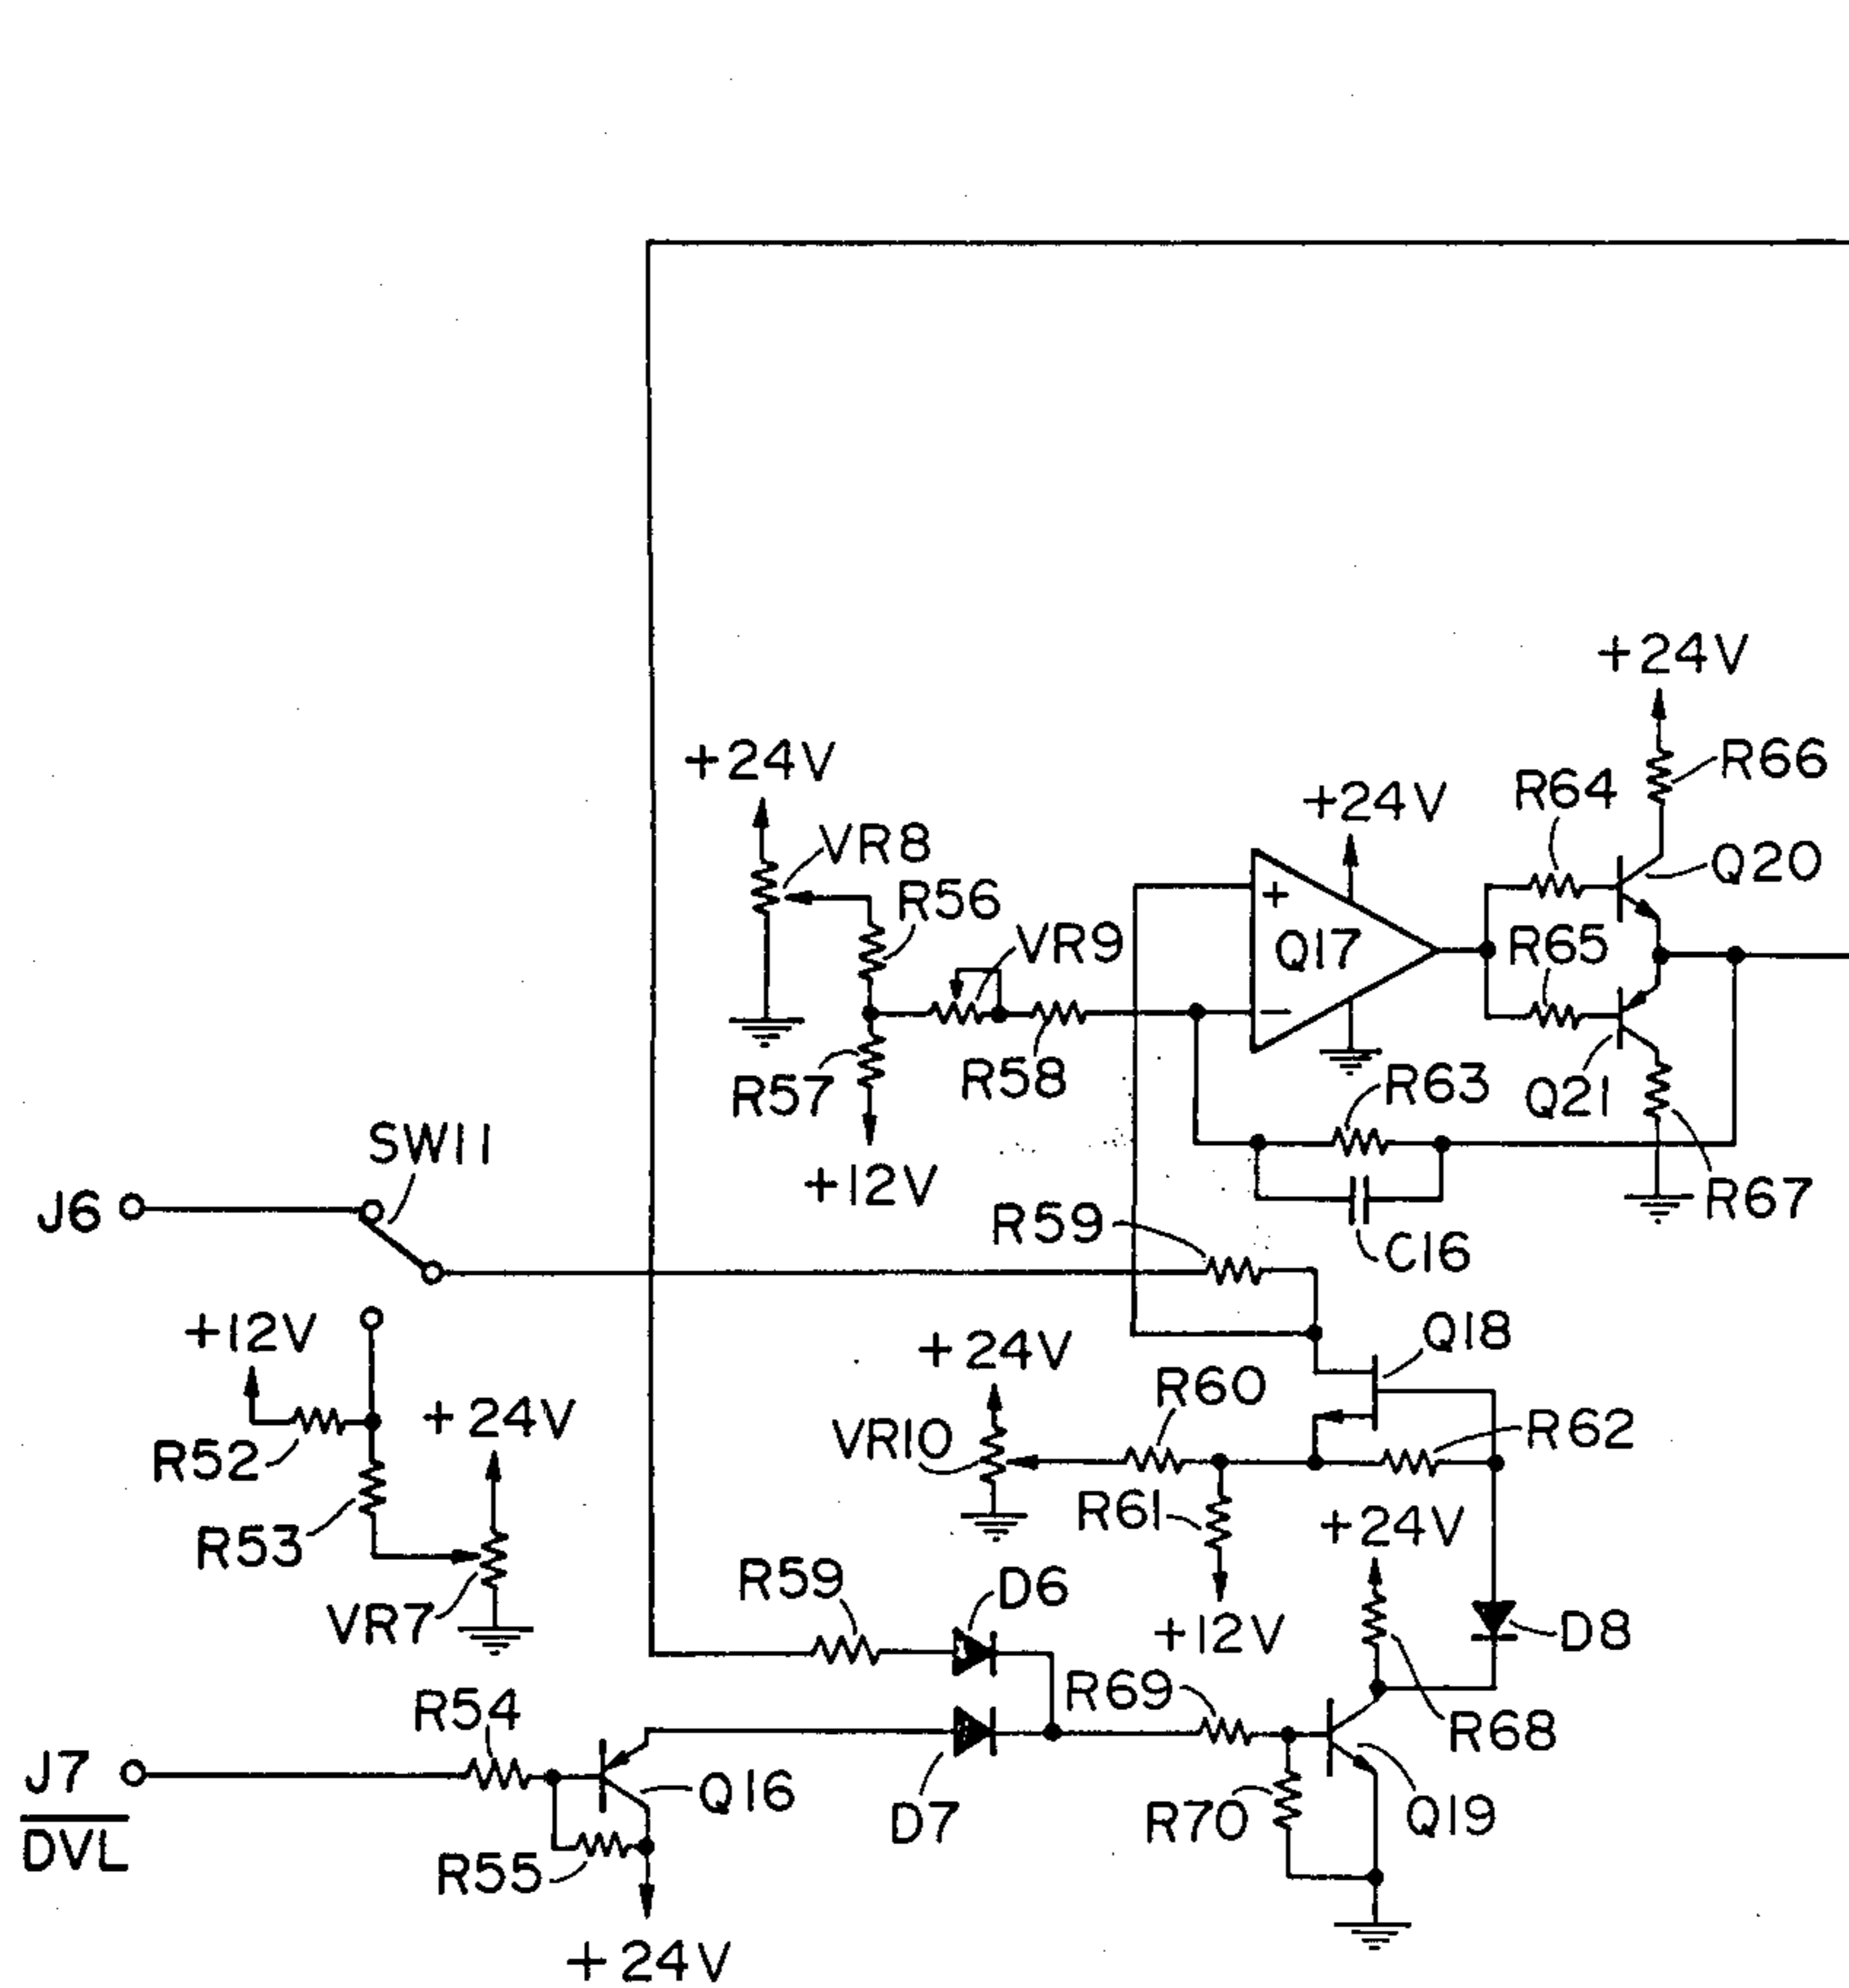 +24V
+24V
R66
R64
+24V
VR8
Q20
R56
VR9
R65
Q17
R58
R57
R63
Q21
SW11
+12V
R67
J6
R59
C16
+12V
Q18
+24V
R60
+24V
VR10
R62
R52
R61
+24V
R53
R59
D6
VR7
+12V
D8
R69
R54
R68
J7
Q16
D7
R70
Q19
DVL
R55
+24V